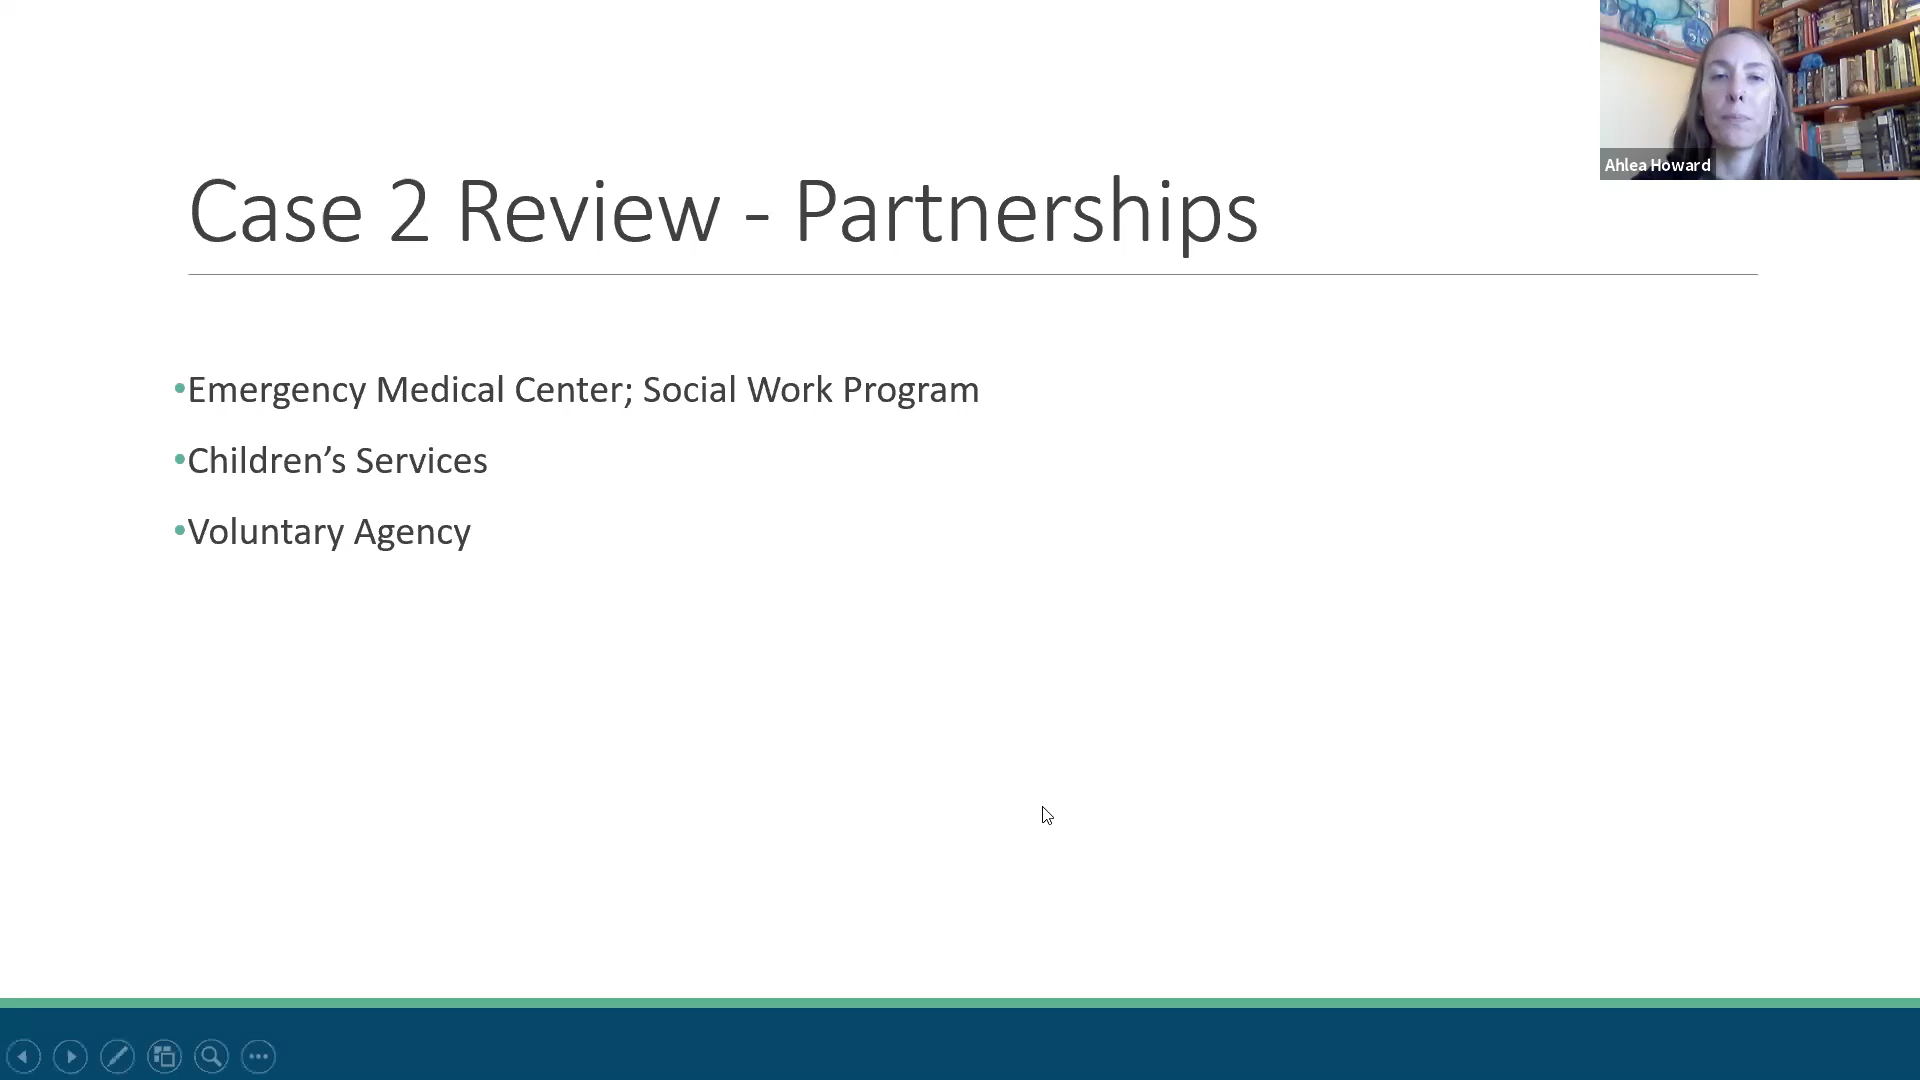 Ahlea Howard
Case 2 Review - Partnerships
•Emergency Medical Center; Social Work Program
•Children’s Services
•Voluntary Agency